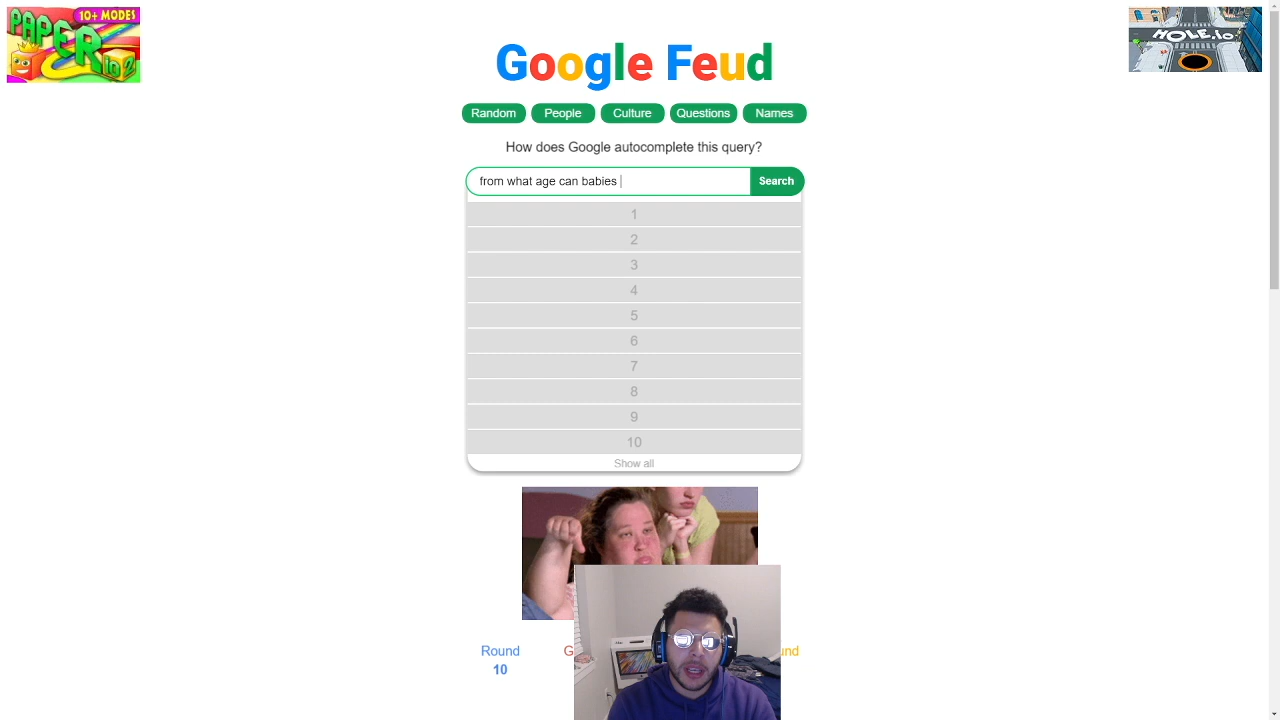 PAPER io 2
10+ MODES
HOLE.io
Google Feud
Random People Culture Questions Names
How does Google autocomplete this query?
from what age can babies
Search
1
2
3
4
5
6
7
8
9
10
Show all
Round
G
und
10